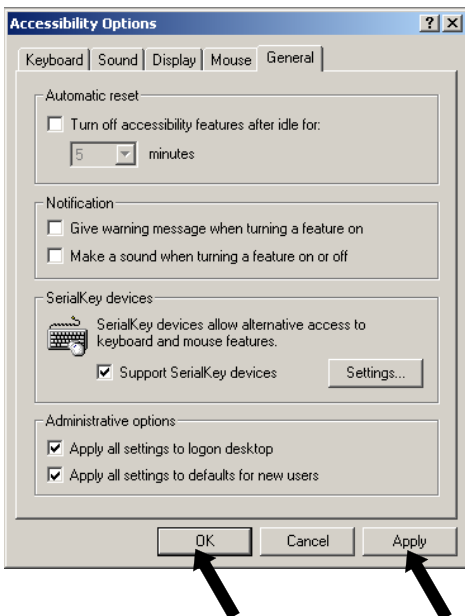 Accessibility Options
Keyboard Sound Display Mouse General
Automatic reset
Turn off accessibility features after idle for:
5 minutes
Notification
Give warning message when turning a feature on
Make a sound when turning a feature on or off
SerialKey devices
SerialKey devices allow alternative access to
keyboard and mouse features.
Support SerialKey devices Settings...
Administrative options
Apply all settings to logon desktop
Apply all settings to defaults for new users
OK Cancel Apply